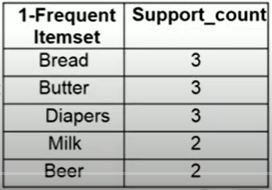 1-Frequent Support_count
Itemset
Bread 3
Butter 3
Diapers 3
Milk 2
Beer 2